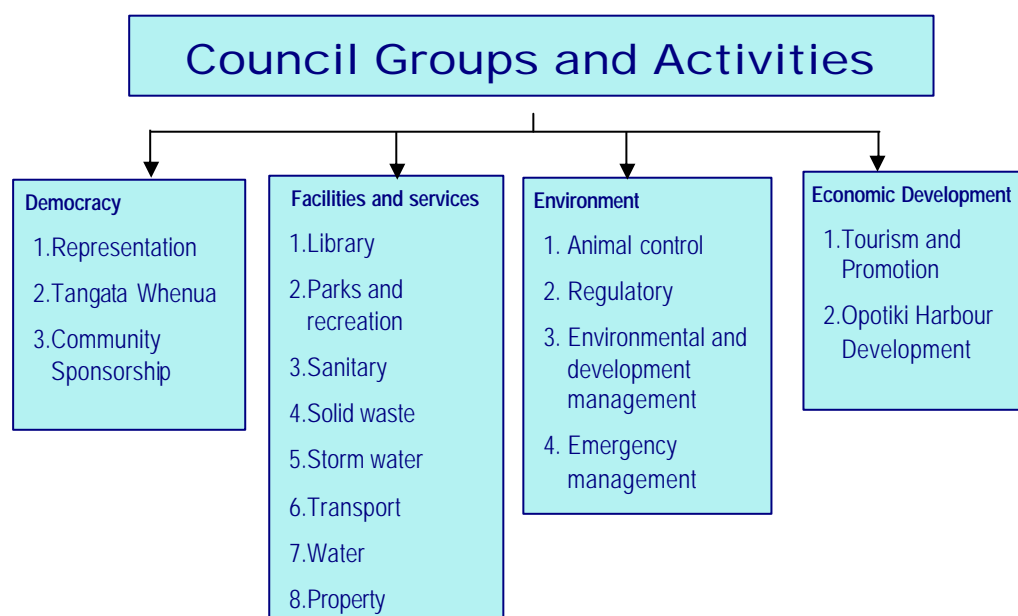 Council Groups and Activities
Democracy
1.Representation
2.Tangata Whenua
3.Community
Sponsorship
Facilities and services
1.Library
2.Parks and
recreation
3.Sanitary
4.Solid waste
5.Storm water
6.Transport
7.Water
8.Property
Environment
1. Animal control
2. Regulatory
3. Environmental and
development
management
4. Emergency
management
Economic Development
1.Tourism and
Promotion
2.Opotiki Harbour
Development